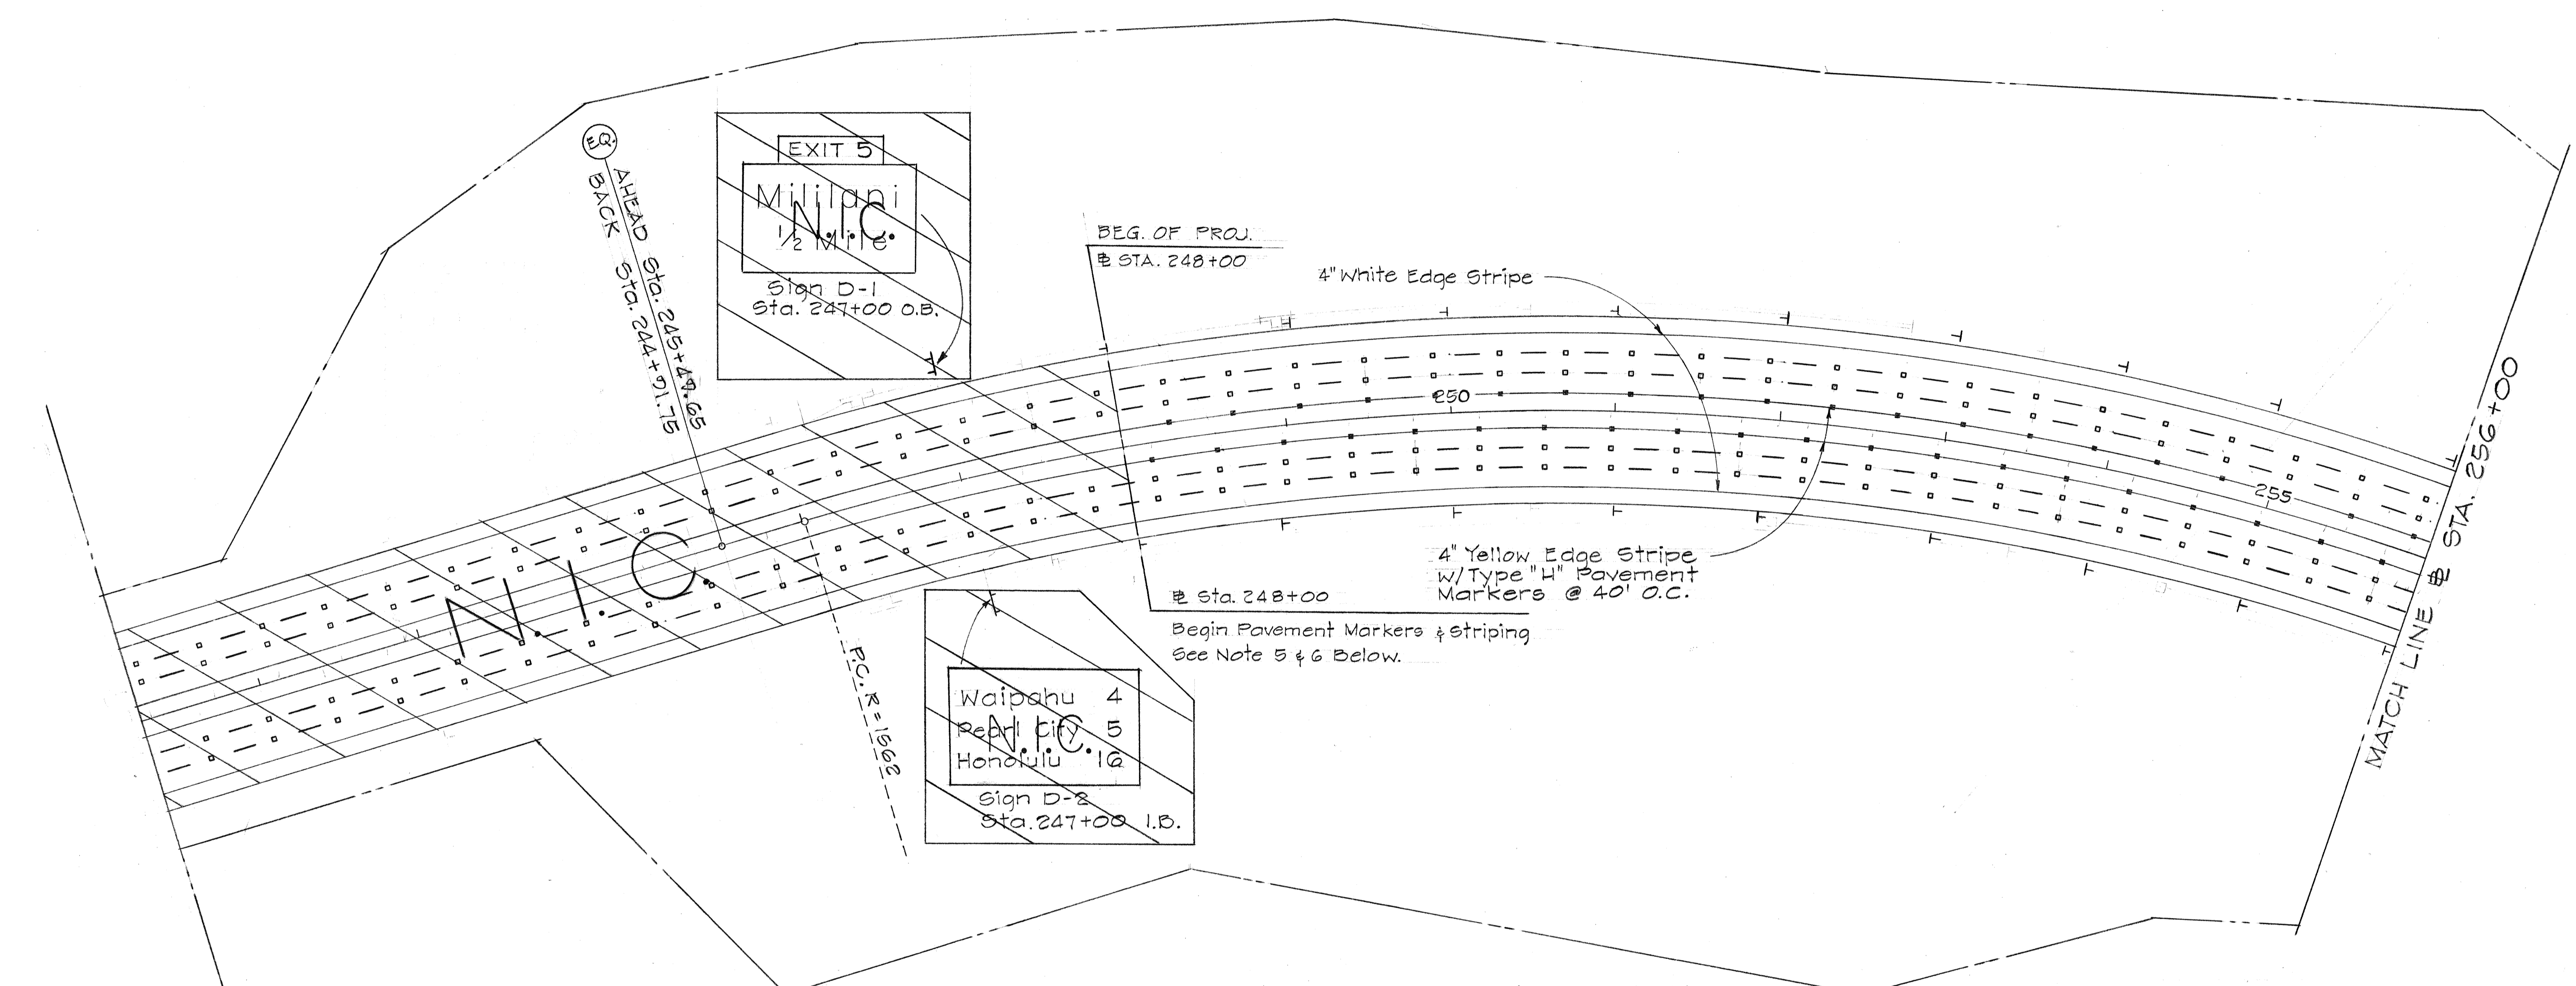 EQ.
AHEAD Sta. 245+49.65
BACK Sta. 244+91.75
EXIT 5
Mililani
1/2 Mile
N.I.C.
Sign D-1
Sta. 247+00 O.B.
BEG. OF PROJ.
℄ STA. 248+00
4" White Edge Stripe
250
255
N.I.C.
4" Yellow Edge Stripe
w/Type "H" Pavement
Markers @ 40' O.C.
℄ Sta. 248+00
Begin Pavement Markers & Striping
See Note 5 & 6 Below.
P.C. R=1562
Waipahu 4
Pearl City 5
Honolulu 16
N.I.C.
Sign D-2
Sta. 247+00 I.B.
MATCH LINE ℄ STA. 256+00